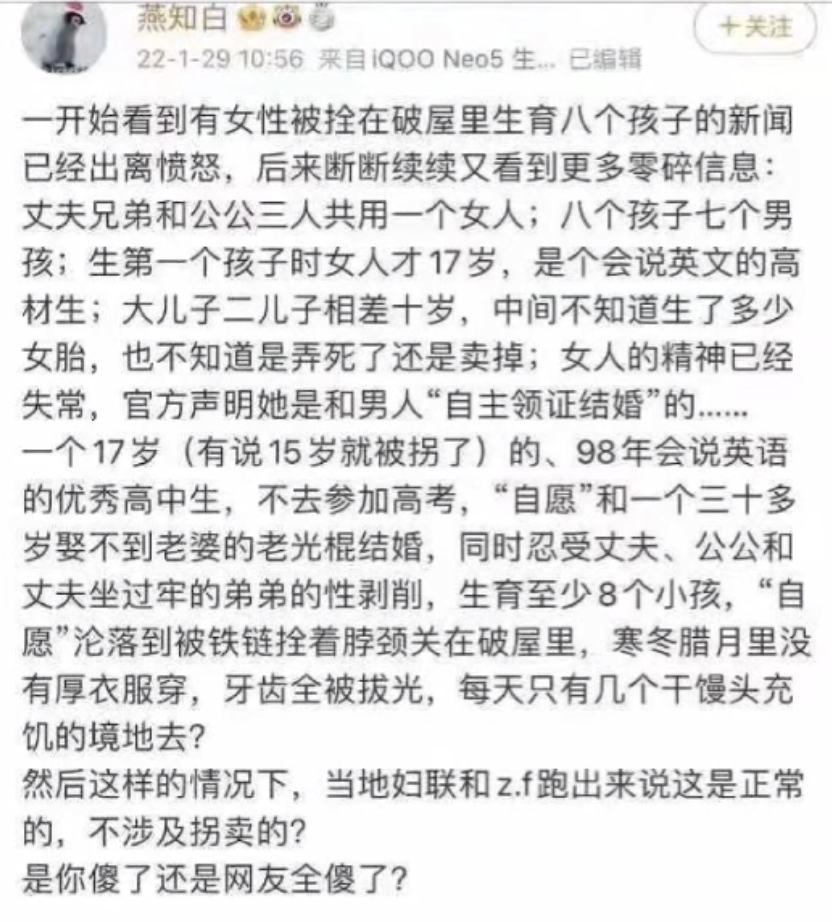 燕知白
+关注
22-1-29 10:56 来自iQOO Neo5 生... 已编辑
一开始看到有女性被拴在破屋里生育八个孩子的新闻
已经出离愤怒，后来断断续续又看到更多零碎信息：
丈夫兄弟和公公三人共用一个女人；八个孩子七个男
孩；生第一个孩子时女人才17岁，是个会说英文的高
材生；大儿子二儿子相差十岁，中间不知道生了多少
女胎，也不知道是弄死了还是卖掉；女人的精神已经
失常，官方声明她是和男人“自主领证结婚”的......
一个17岁（有说15岁就被拐了）的、98年会说英语
的优秀高中生，不去参加高考，“自愿”和一个三十多
岁娶不到老婆的老光棍结婚，同时忍受丈夫、公公和
丈夫坐过牢的弟弟的性剥削，生育至少8个小孩，“自
愿”沦落到被铁链拴着脖颈关在破屋里，寒冬腊月里没
有厚衣服穿，牙齿全被拔光，每天只有几个干馒头充
饥的境地去？
然后这样的情况下，当地妇联和z.f跑出来说这是正常
的，不涉及拐卖的？
是你傻了还是网友全傻了？